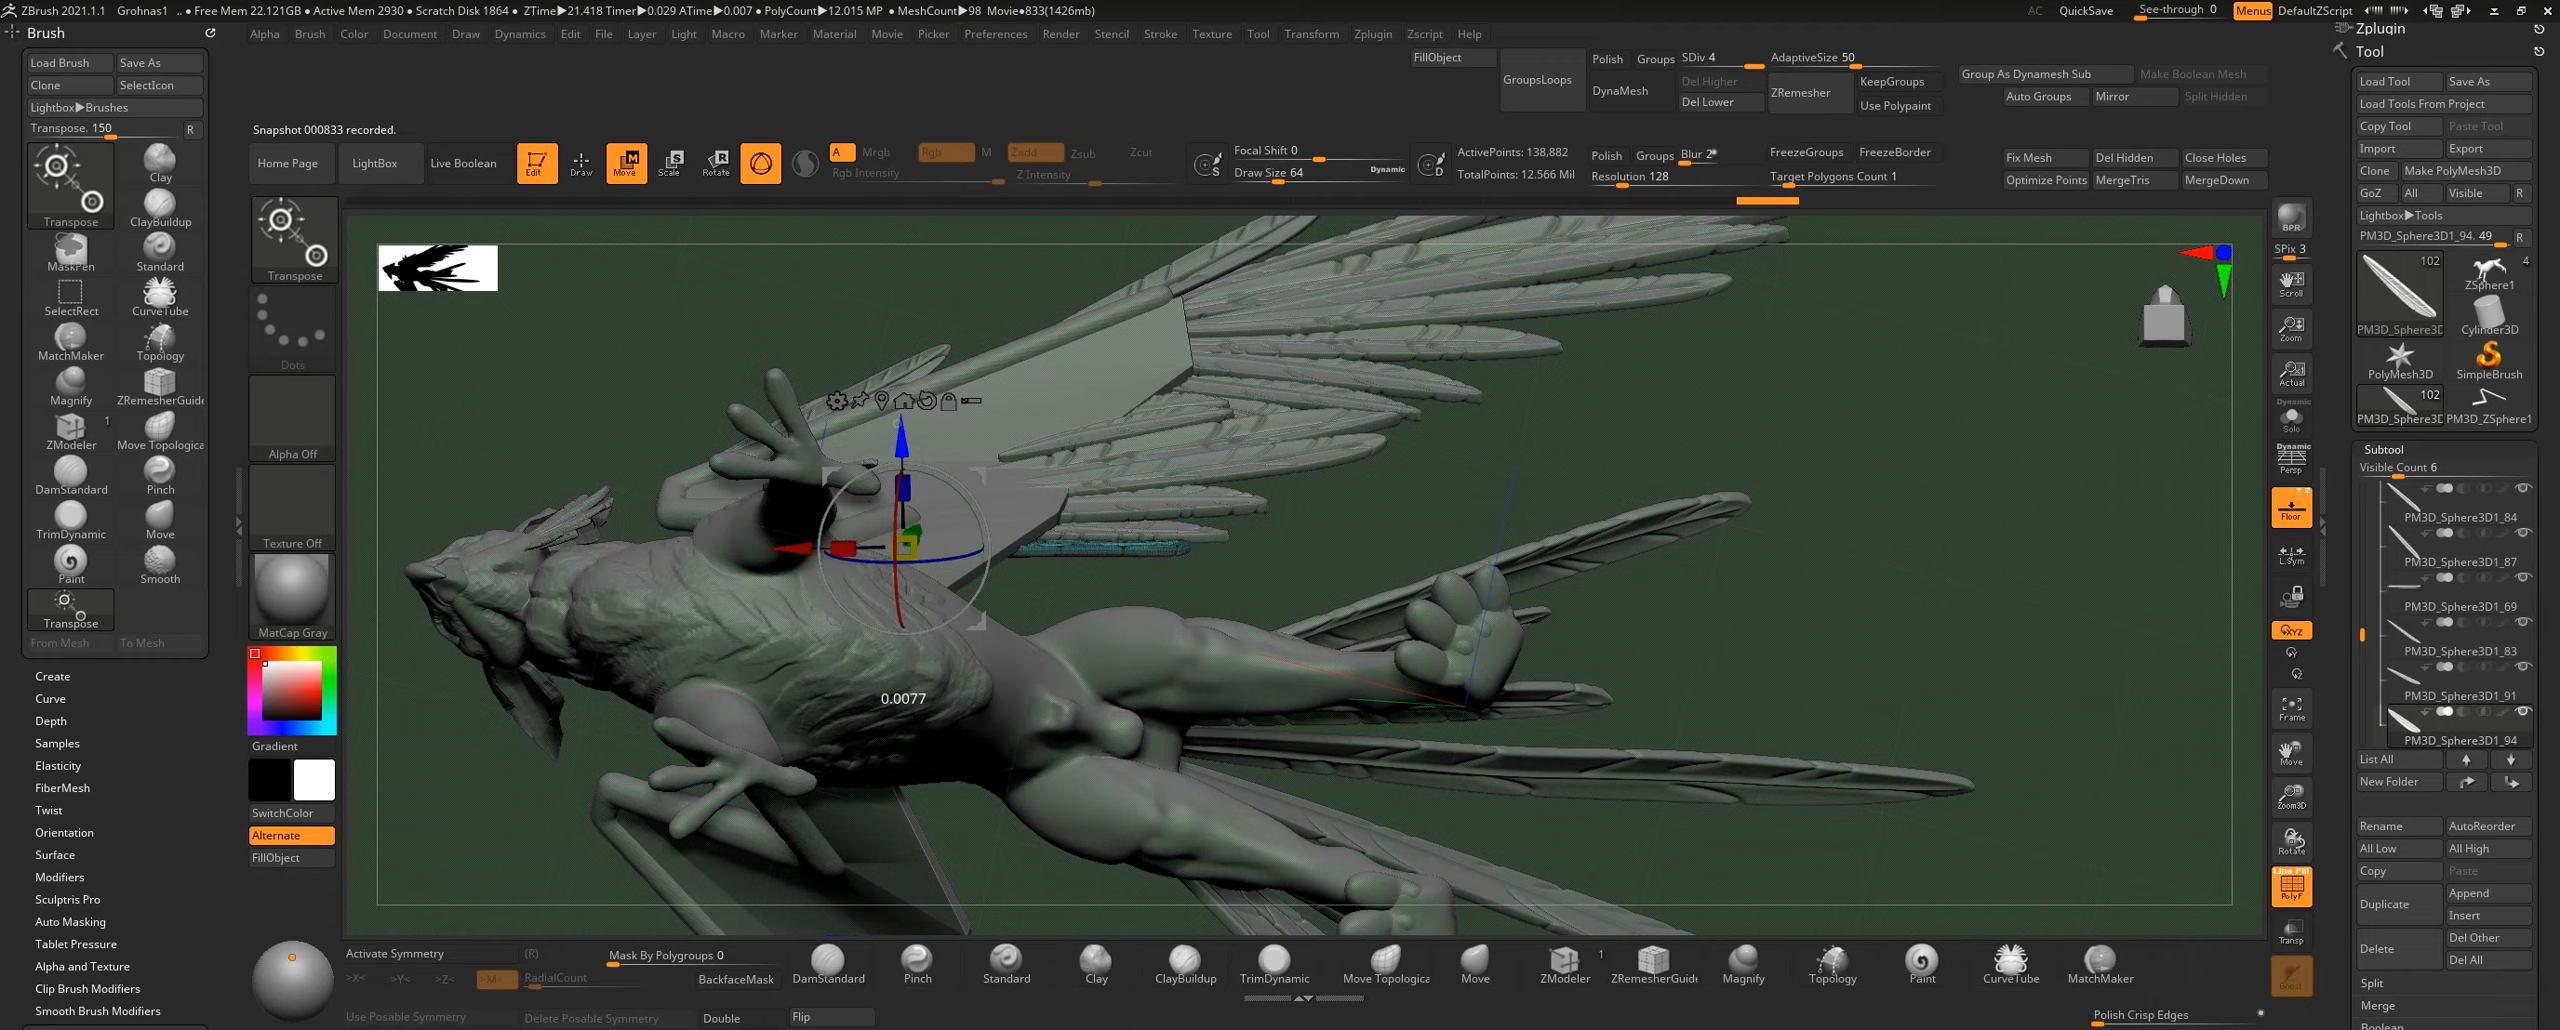 ZBrush 2021.1.1 Grohnas1 .. • Free Mem 22.121GB • Active Mem 2930 • Scratch Disk 1864 • ZTime▶21.418 Timer▶0.029 ATime▶0.007 • PolyCount▶12.015 MP • MeshCount▶98 Movie●833(1426mb)
AC QuickSave See-through 0 Menus DefaultZScript
Brush
Alpha Brush Color Document Draw Dynamics Edit File Layer Light Macro Marker Material Movie Picker Preferences Render Stencil Stroke Texture Tool Transform Zplugin Zscript Help
Zplugin
Tool
Load Brush Save As
Clone SelectIcon
Lightbox▶Brushes
Transpose. 150 R
Transpose
Clay
ClayBuildup
MaskPen Standard
SelectRect CurveTube
MatchMaker Topology
Magnify ZRemesherGuide
1
ZModeler Move Topologica
DamStandard Pinch
TrimDynamic Move
Paint Smooth
Transpose
From Mesh To Mesh
Create
Curve
Depth
Samples
Elasticity
FiberMesh
Twist
Orientation
Surface
Modifiers
Sculptris Pro
Auto Masking
Tablet Pressure
Alpha and Texture
Clip Brush Modifiers
Smooth Brush Modifiers
Snapshot 000833 recorded.
Home Page LightBox Live Boolean
Edit Draw Move Scale Rotate
A Mrgb Rgb M Zadd Zsub Zcut
Rgb Intensity Z Intensity
Focal Shift 0
Draw Size 64 Dynamic
S D
ActivePoints: 138,882
TotalPoints: 12.566 Mil
FillObject
GroupsLoops
Polish Groups
DynaMesh
SDiv 4
Del Higher
Del Lower
AdaptiveSize 50
ZRemesher
KeepGroups
Use Polypaint
Polish Groups Blur 2
Resolution 128
FreezeGroups FreezeBorder
Target Polygons Count 1
Group As Dynamesh Sub Make Boolean Mesh
Auto Groups Mirror Split Hidden
Fix Mesh Del Hidden Close Holes
Optimize Points MergeTris MergeDown
Transpose
Dots
Alpha Off
Texture Off
MatCap Gray
Gradient
SwitchColor
Alternate
FillObject
0.0077
BPR
SPix 3
Scroll
Zoom
Actual
Dynamic
Solo
Dynamic
Persp
Floor
L.Sym
XYZ
Y
Z
Frame
Move
Zoom3D
Rotate
Line Fill
PolyF
Transp
Ghost
Load Tool Save As
Load Tools From Project
Copy Tool Paste Tool
Import Export
Clone Make PolyMesh3D
GoZ All Visible R
Lightbox▶Tools
PM3D_Sphere3D1_94. 49 R
102 4
ZSphere1
PM3D_Sphere3D Cylinder3D
PolyMesh3D SimpleBrush
102
PM3D_Sphere3D PM3D_ZSphere1
Subtool
Visible Count 6
PM3D_Sphere3D1_84
PM3D_Sphere3D1_87
PM3D_Sphere3D1_69
PM3D_Sphere3D1_83
PM3D_Sphere3D1_91
PM3D_Sphere3D1_94
List All
New Folder
Rename AutoReorder
All Low All High
Copy Paste
Duplicate Append
Insert
Delete Del Other
Del All
Split
Merge
Boolean
Activate Symmetry (R)
>X< >Y< >Z< >M< RadialCount
Use Posable Symmetry Delete Posable Symmetry
Mask By Polygroups 0
BackfaceMask
Double Flip
DamStandard Pinch Standard Clay ClayBuildup TrimDynamic Move Topologica Move ZModeler 1 ZRemesherGuide Magnify Topology Paint CurveTube MatchMaker
Polish Crisp Edges